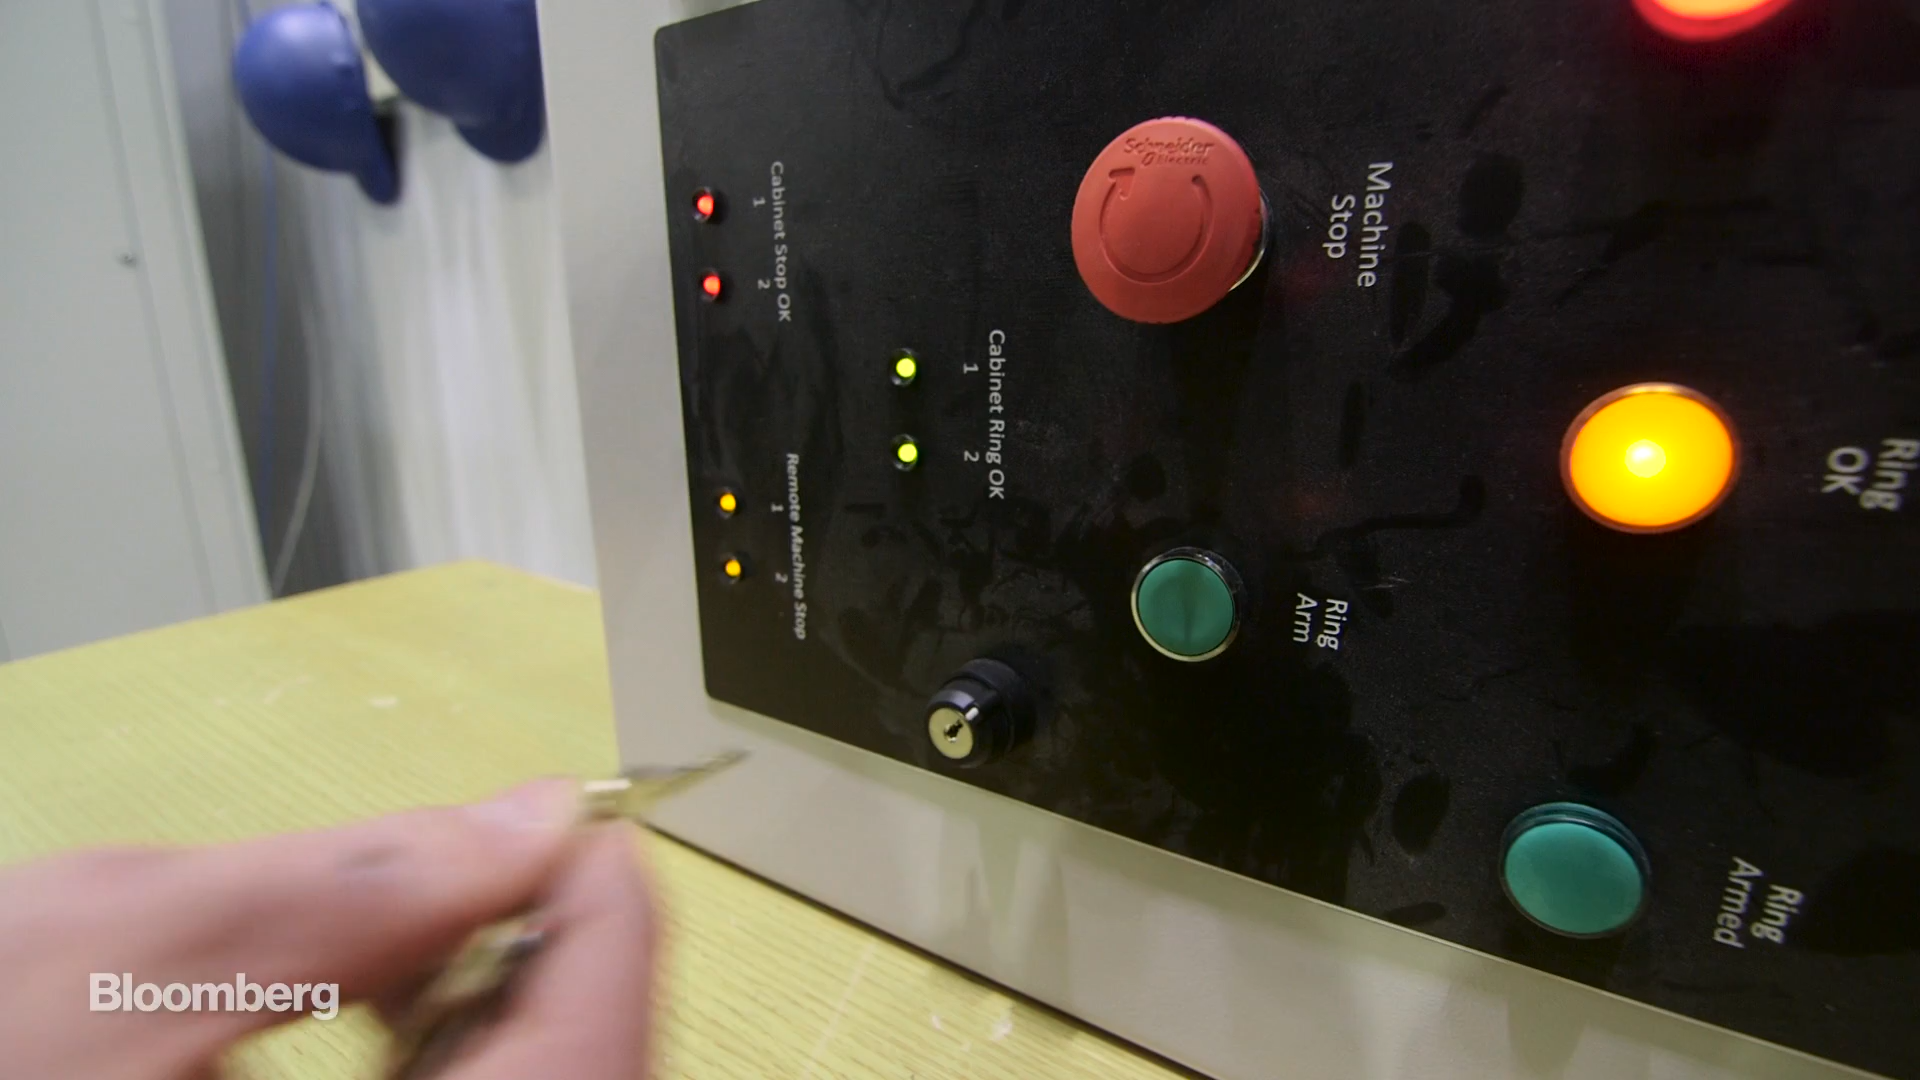 Schneider
Electric
Machine
Stop
Cabinet Stop OK
1
2
Cabinet Ring OK
1
2
Remote Machine Stop
1
2
Ring
OK
Ring
Arm
Ring
Armed
Bloomberg